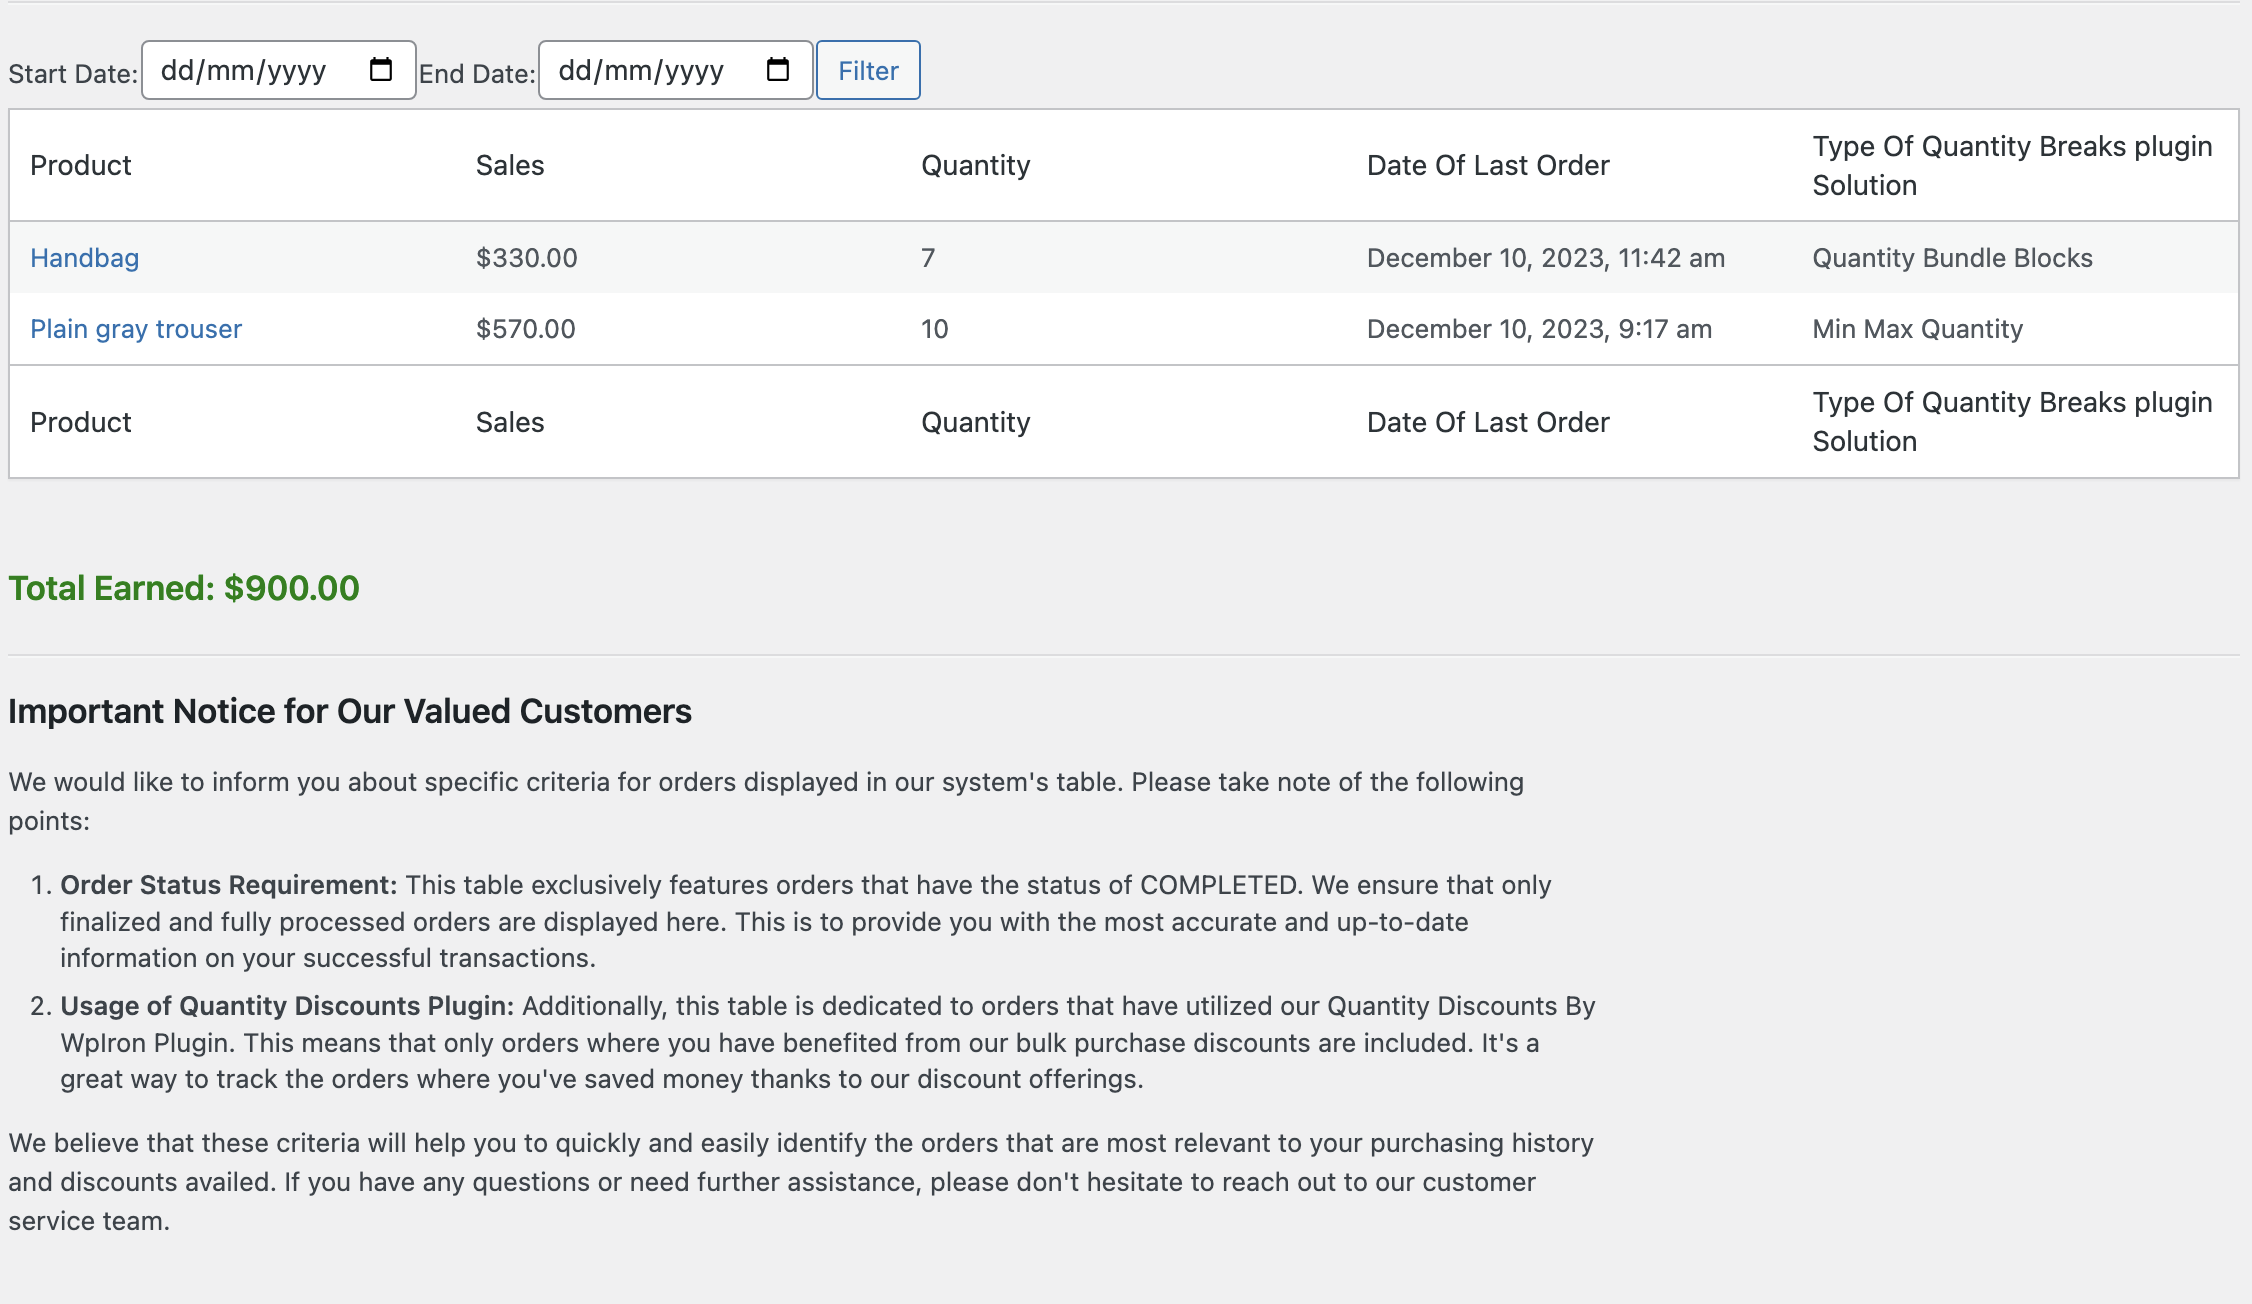 Start Date: dd/mm/yyyy End Date: dd/mm/yyyy Filter
Product Sales Quantity Date Of Last Order Type Of Quantity Breaks plugin
Solution
Handbag $330.00 7 December 10, 2023, 11:42 am Quantity Bundle Blocks
Plain gray trouser $570.00 10 December 10, 2023, 9:17 am Min Max Quantity
Product Sales Quantity Date Of Last Order Type Of Quantity Breaks plugin
Solution
Total Earned: $900.00
Important Notice for Our Valued Customers
We would like to inform you about specific criteria for orders displayed in our system's table. Please take note of the following
points:
1. Order Status Requirement: This table exclusively features orders that have the status of COMPLETED. We ensure that only
finalized and fully processed orders are displayed here. This is to provide you with the most accurate and up-to-date
information on your successful transactions.
2. Usage of Quantity Discounts Plugin: Additionally, this table is dedicated to orders that have utilized our Quantity Discounts By
WpIron Plugin. This means that only orders where you have benefited from our bulk purchase discounts are included. It's a
great way to track the orders where you've saved money thanks to our discount offerings.
We believe that these criteria will help you to quickly and easily identify the orders that are most relevant to your purchasing history
and discounts availed. If you have any questions or need further assistance, please don't hesitate to reach out to our customer
service team.